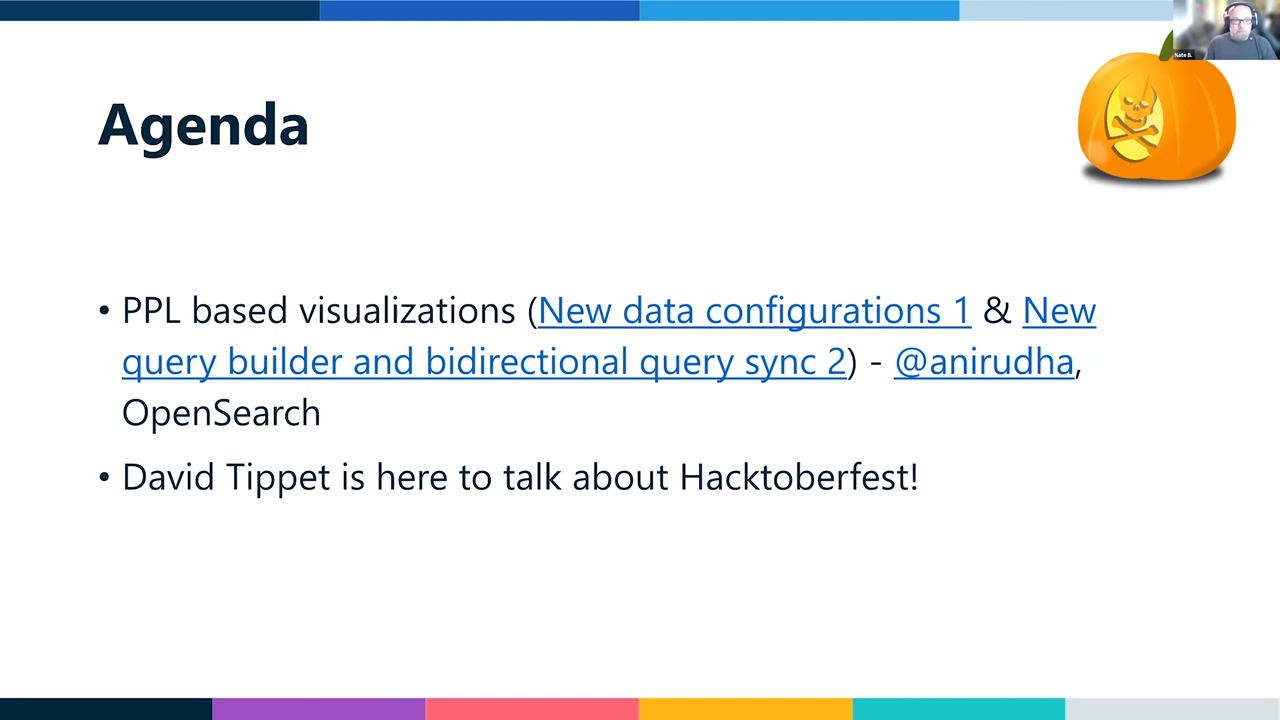 Nate B.
Agenda
• PPL based visualizations (New data configurations 1 & New
query builder and bidirectional query sync 2) - @anirudha,
OpenSearch
• David Tippet is here to talk about Hacktoberfest!